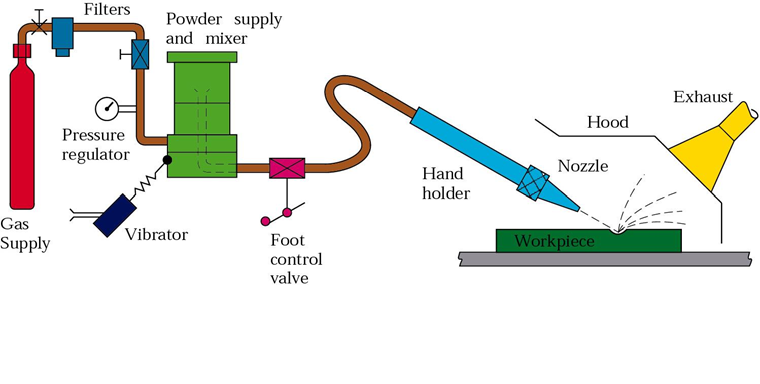 Filters
Powder supply
and mixer
Exhaust
Hood
Pressure
regulator
Nozzle
Hand
holder
Gas
Supply
Vibrator
Foot
control
valve
Workpiece